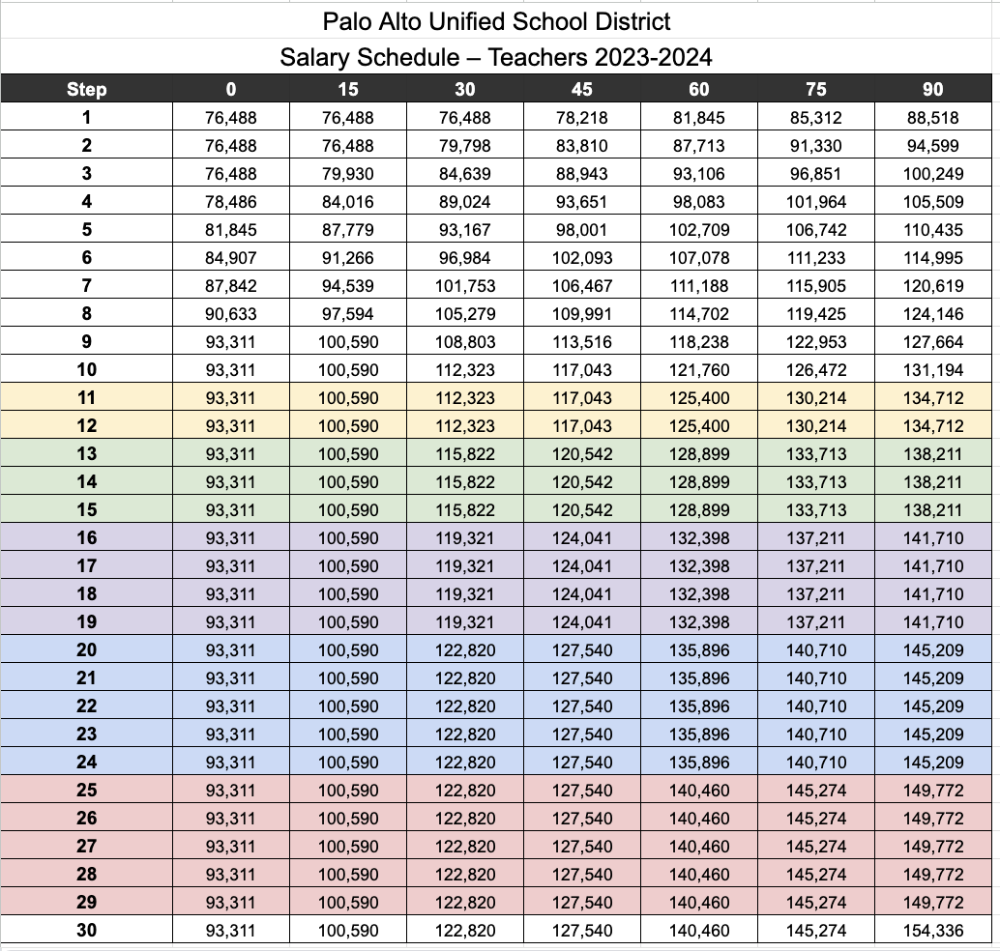 Palo Alto Unified School District
Salary Schedule – Teachers 2023-2024
Step 0 15 30 45 60 75 90
1 76,488 76,488 76,488 78,218 81,845 85,312 88,518
2 76,488 76,488 79,798 83,810 87,713 91,330 94,599
3 76,488 79,930 84,639 88,943 93,106 96,851 100,249
4 78,486 84,016 89,024 93,651 98,083 101,964 105,509
5 81,845 87,779 93,167 98,001 102,709 106,742 110,435
6 84,907 91,266 96,984 102,093 107,078 111,233 114,995
7 87,842 94,539 101,753 106,467 111,188 115,905 120,619
8 90,633 97,594 105,279 109,991 114,702 119,425 124,146
9 93,311 100,590 108,803 113,516 118,238 122,953 127,664
10 93,311 100,590 112,323 117,043 121,760 126,472 131,194
11 93,311 100,590 112,323 117,043 125,400 130,214 134,712
12 93,311 100,590 112,323 117,043 125,400 130,214 134,712
13 93,311 100,590 115,822 120,542 128,899 133,713 138,211
14 93,311 100,590 115,822 120,542 128,899 133,713 138,211
15 93,311 100,590 115,822 120,542 128,899 133,713 138,211
16 93,311 100,590 119,321 124,041 132,398 137,211 141,710
17 93,311 100,590 119,321 124,041 132,398 137,211 141,710
18 93,311 100,590 119,321 124,041 132,398 137,211 141,710
19 93,311 100,590 119,321 124,041 132,398 137,211 141,710
20 93,311 100,590 122,820 127,540 135,896 140,710 145,209
21 93,311 100,590 122,820 127,540 135,896 140,710 145,209
22 93,311 100,590 122,820 127,540 135,896 140,710 145,209
23 93,311 100,590 122,820 127,540 135,896 140,710 145,209
24 93,311 100,590 122,820 127,540 135,896 140,710 145,209
25 93,311 100,590 122,820 127,540 140,460 145,274 149,772
26 93,311 100,590 122,820 127,540 140,460 145,274 149,772
27 93,311 100,590 122,820 127,540 140,460 145,274 149,772
28 93,311 100,590 122,820 127,540 140,460 145,274 149,772
29 93,311 100,590 122,820 127,540 140,460 145,274 149,772
30 93,311 100,590 122,820 127,540 140,460 145,274 154,336